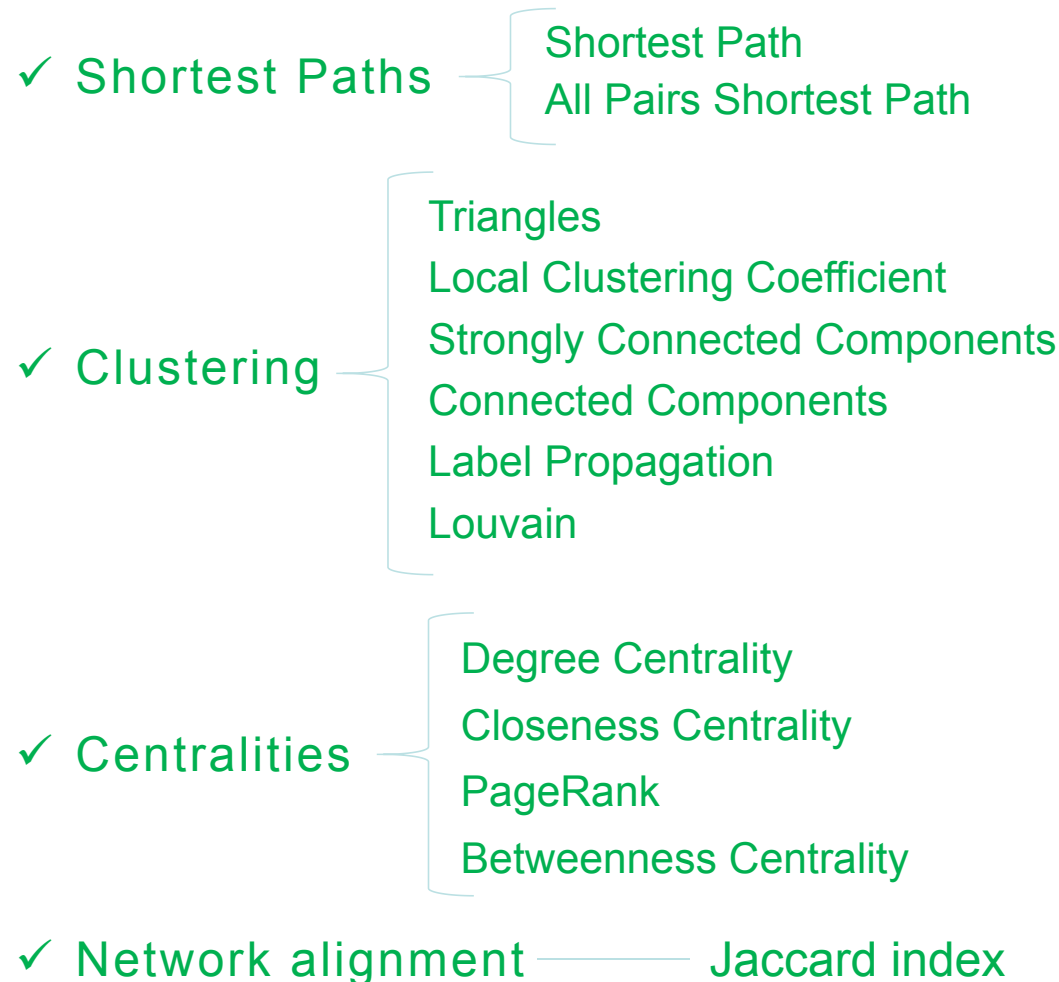 ✓ Shortest Paths
Shortest Path
All Pairs Shortest Path
✓ Clustering
Triangles
Local Clustering Coefficient
Strongly Connected Components
Connected Components
Label Propagation
Louvain
✓ Centralities
Degree Centrality
Closeness Centrality
PageRank
Betweenness Centrality
✓ Network alignment
Jaccard index